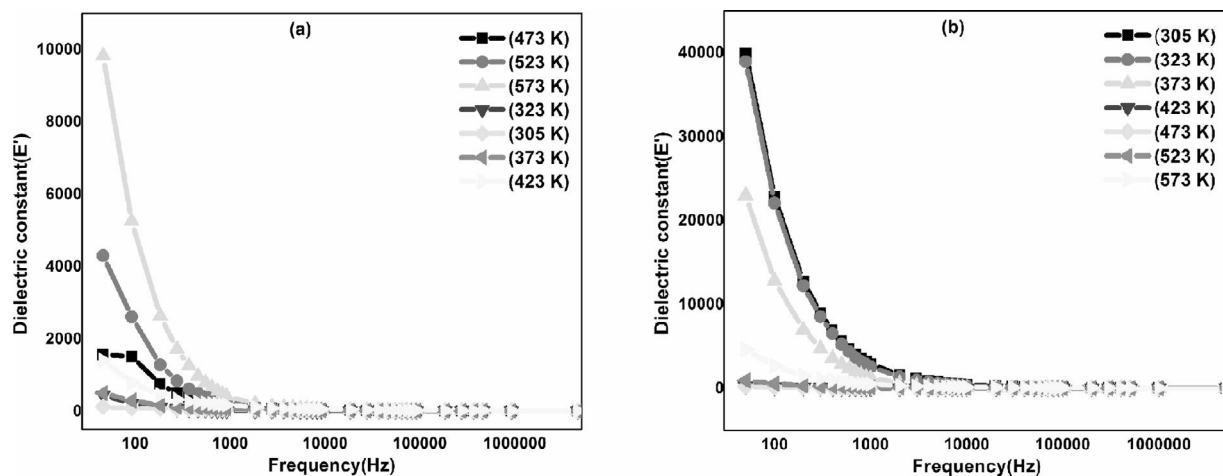 (a)
(473 K)
(523 K)
(573 K)
(323 K)
(305 K)
(373 K)
(423 K)
10000
8000
6000
4000
2000
0
Dielectric constant(E')
100
1000
10000
100000
1000000
Frequency(Hz)
(b)
(305 K)
(323 K)
(373 K)
(423 K)
(473 K)
(523 K)
(573 K)
40000
30000
20000
10000
0
Dielectric constant(E')
100
1000
10000
100000
1000000
Frequency(Hz)